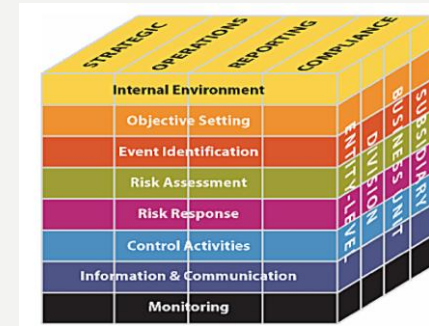 STRATEGIC
OPERATIONS
REPORTING
COMPLIANCE
Internal Environment
Objective Setting
Event Identification
Risk Assessment
Risk Response
Control Activities
Information & Communication
Monitoring
ENTITY-LEVEL
DIVISION
BUSINESS UNIT
SUBSIDIARY